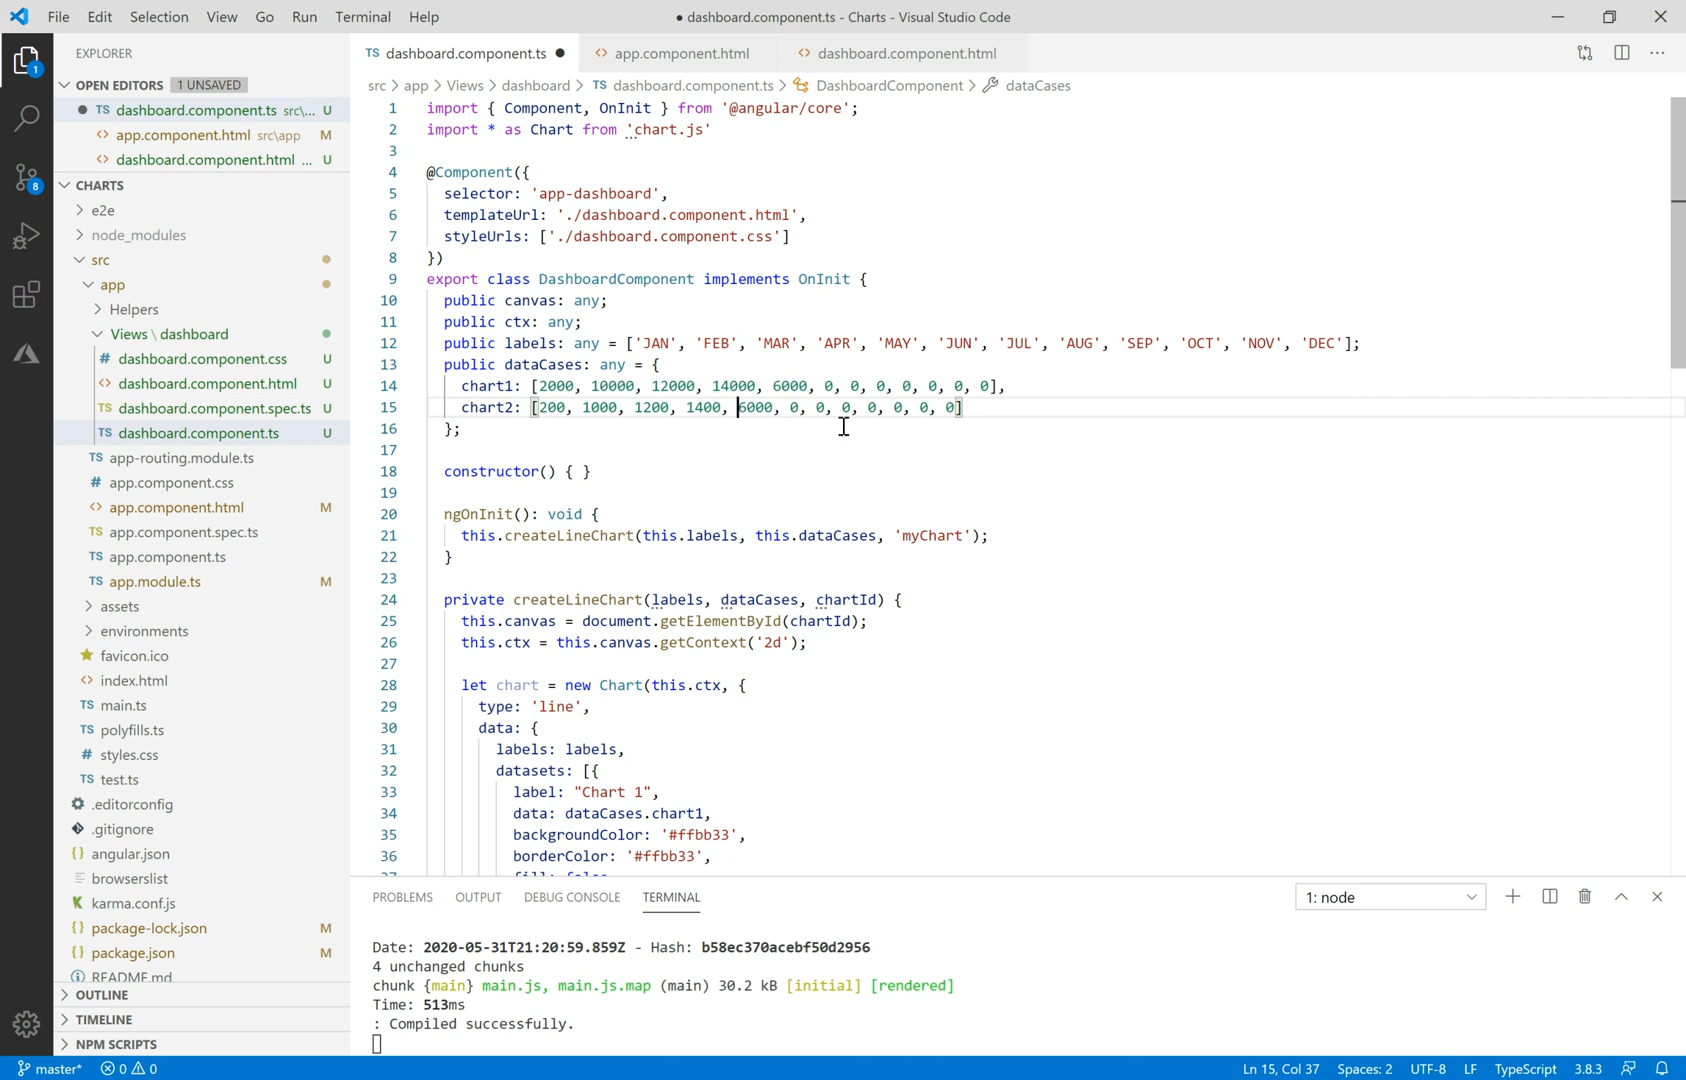 File Edit Selection View Go Run Terminal Help
● dashboard.component.ts - Charts - Visual Studio Code
EXPLORER
OPEN EDITORS 1 UNSAVED
TS dashboard.component.ts src\... U
<> app.component.html src\app M
<> dashboard.component.html ... U
CHARTS
e2e
node_modules
src
app
Helpers
Views \ dashboard
# dashboard.component.css U
<> dashboard.component.html U
TS dashboard.component.spec.ts U
TS dashboard.component.ts U
TS app-routing.module.ts
# app.component.css
<> app.component.html M
TS app.component.spec.ts
TS app.component.ts
TS app.module.ts M
assets
environments
favicon.ico
<> index.html
TS main.ts
TS polyfills.ts
# styles.css
TS test.ts
.editorconfig
.gitignore
{} angular.json
browserslist
karma.conf.js
{} package-lock.json M
{} package.json M
README.md
OUTLINE
TIMELINE
NPM SCRIPTS
1
8
TS dashboard.component.ts ● <> app.component.html <> dashboard.component.html
src > app > Views > dashboard > TS dashboard.component.ts > DashboardComponent > dataCases
1 import { Component, OnInit } from '@angular/core';
2 import * as Chart from 'chart.js'
3
4 @Component({
5 selector: 'app-dashboard',
6 templateUrl: './dashboard.component.html',
7 styleUrls: ['./dashboard.component.css']
8 })
9 export class DashboardComponent implements OnInit {
10 public canvas: any;
11 public ctx: any;
12 public labels: any = ['JAN', 'FEB', 'MAR', 'APR', 'MAY', 'JUN', 'JUL', 'AUG', 'SEP', 'OCT', 'NOV', 'DEC'];
13 public dataCases: any = {
14 chart1: [2000, 10000, 12000, 14000, 6000, 0, 0, 0, 0, 0, 0, 0],
15 chart2: [200, 1000, 1200, 1400, 6000, 0, 0, 0, 0, 0, 0, 0]
16 };
17
18 constructor() { }
19
20 ngOnInit(): void {
21 this.createLineChart(this.labels, this.dataCases, 'myChart');
22 }
23
24 private createLineChart(labels, dataCases, chartId) {
25 this.canvas = document.getElementById(chartId);
26 this.ctx = this.canvas.getContext('2d');
27
28 let chart = new Chart(this.ctx, {
29 type: 'line',
30 data: {
31 labels: labels,
32 datasets: [{
33 label: "Chart 1",
34 data: dataCases.chart1,
35 backgroundColor: '#ffbb33',
36 borderColor: '#ffbb33',
PROBLEMS OUTPUT DEBUG CONSOLE TERMINAL 1: node
Date: 2020-05-31T21:20:59.859Z - Hash: b58ec370acebf50d2956
4 unchanged chunks
chunk {main} main.js, main.js.map (main) 30.2 kB [initial] [rendered]
Time: 513ms
: Compiled successfully.
master* 0 0 Ln 15, Col 37 Spaces: 2 UTF-8 LF TypeScript 3.8.3